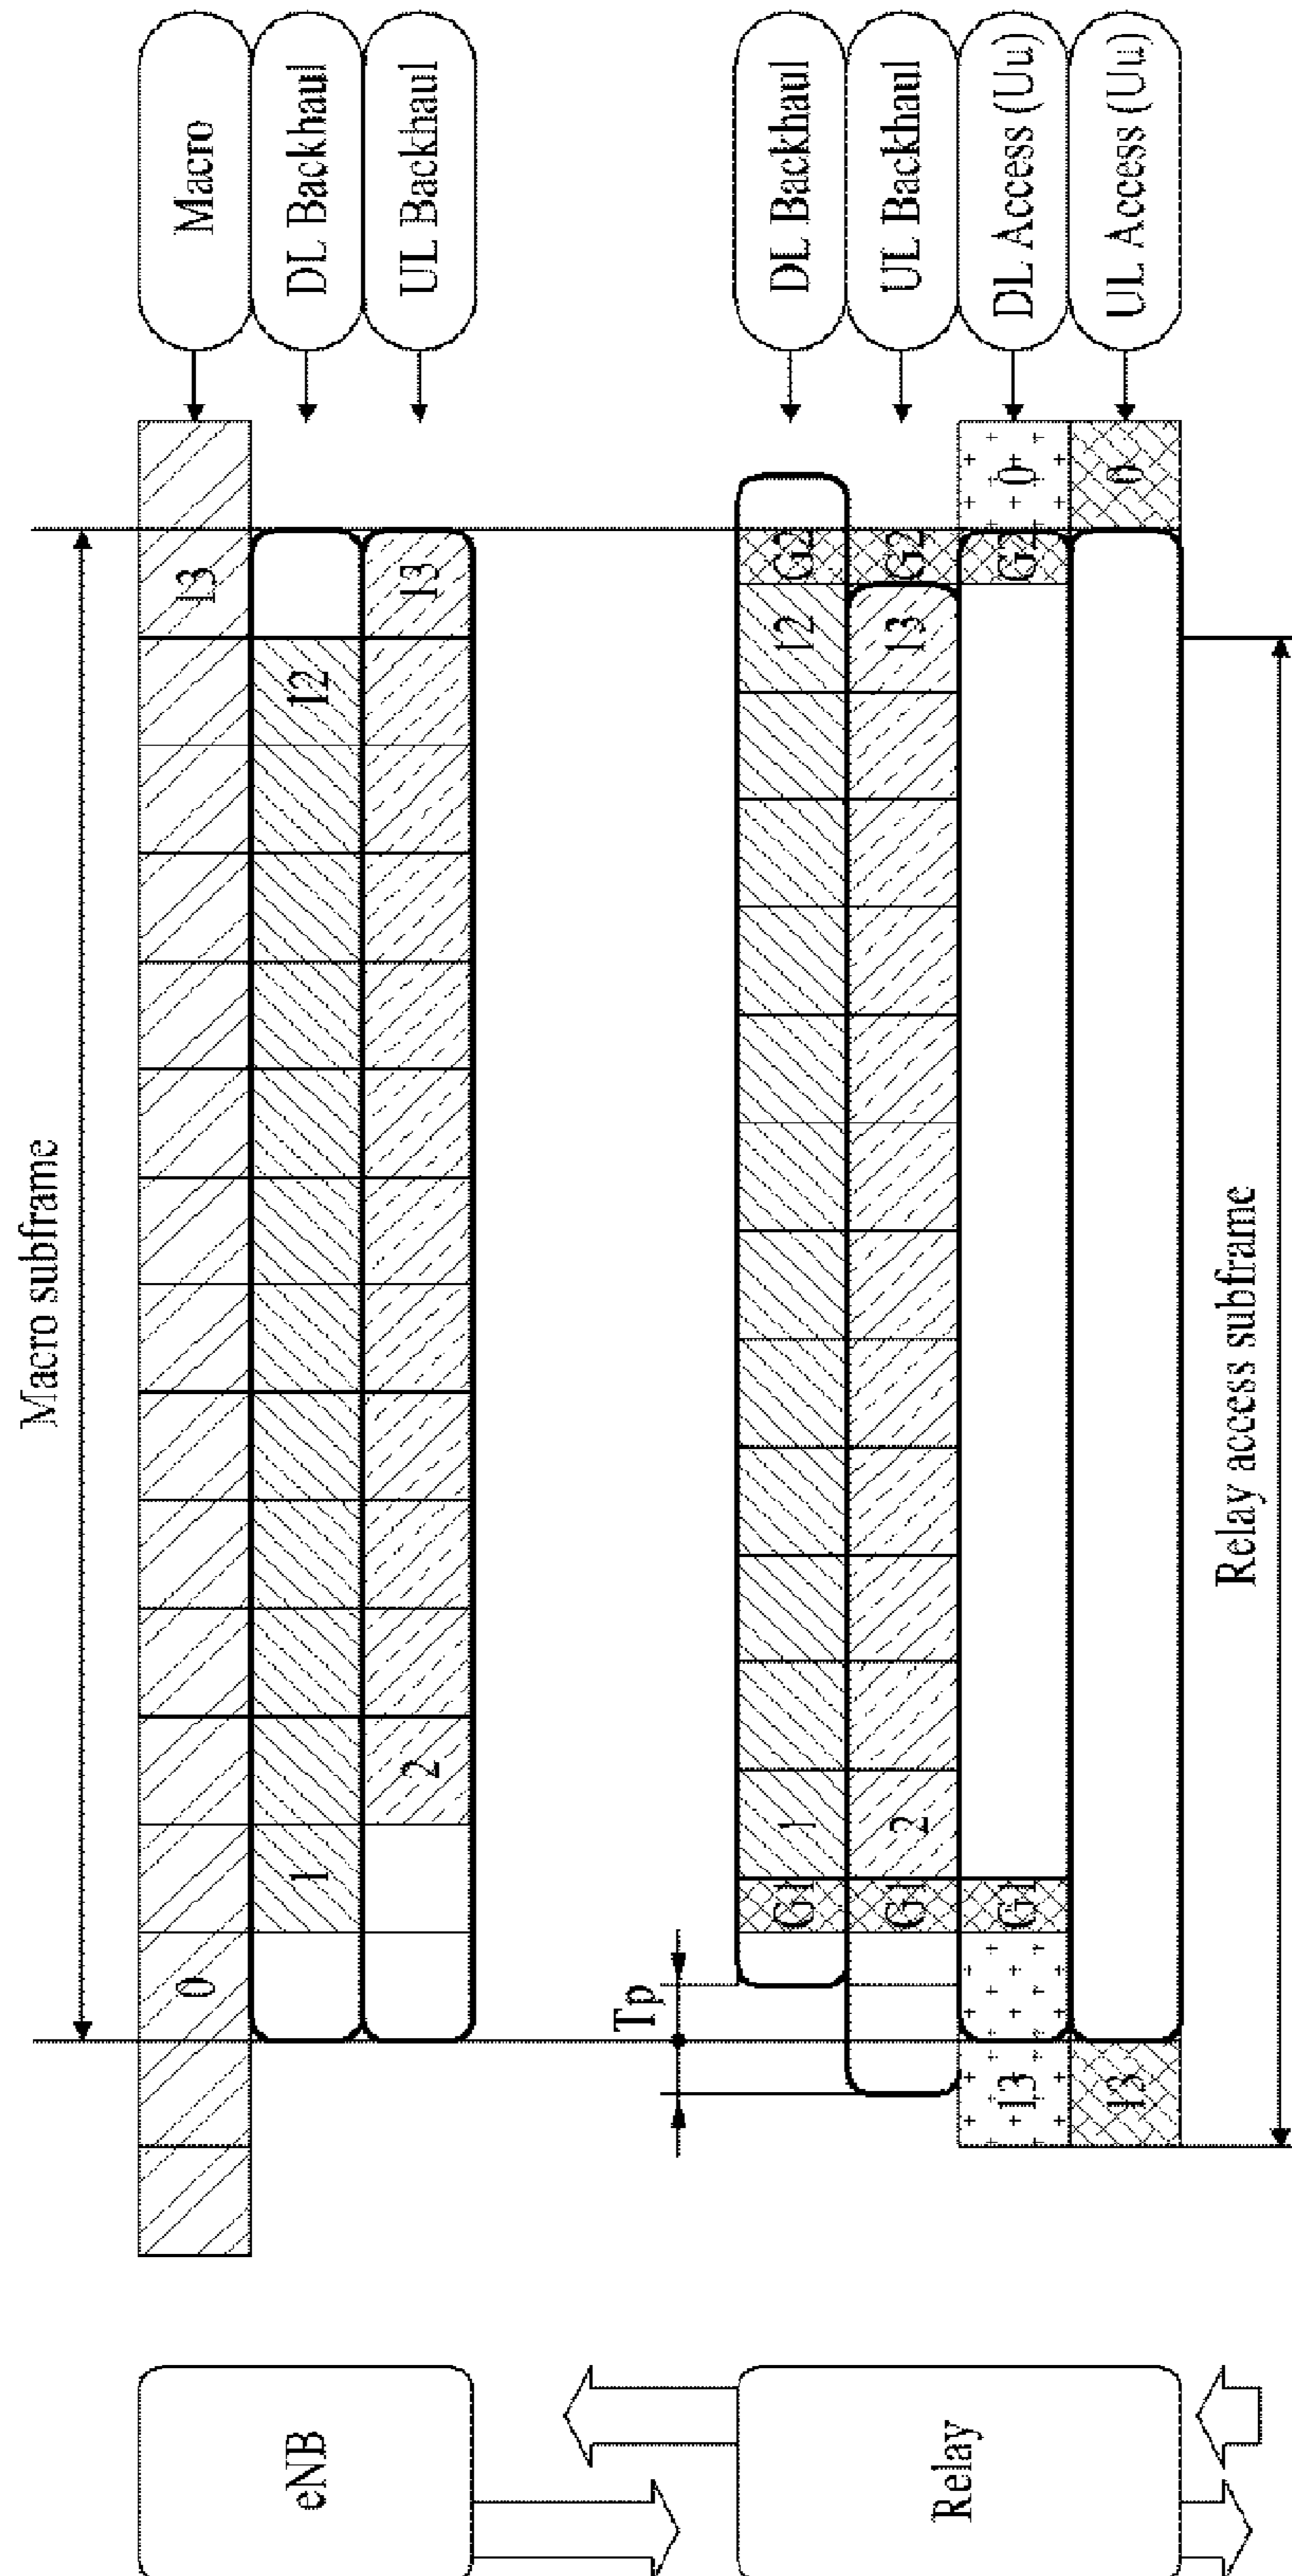 Macro subframe
0 13 Macro
eNB 1 12 DL Backhaul
2 13 UL Backhaul
Tp
G1 1 12 G2 DL Backhaul
G1 2 13 G2 UL Backhaul
Relay 13 G1 G2 0 DL Access (Uu)
13 0 UL Access (Uu)
Relay access subframe